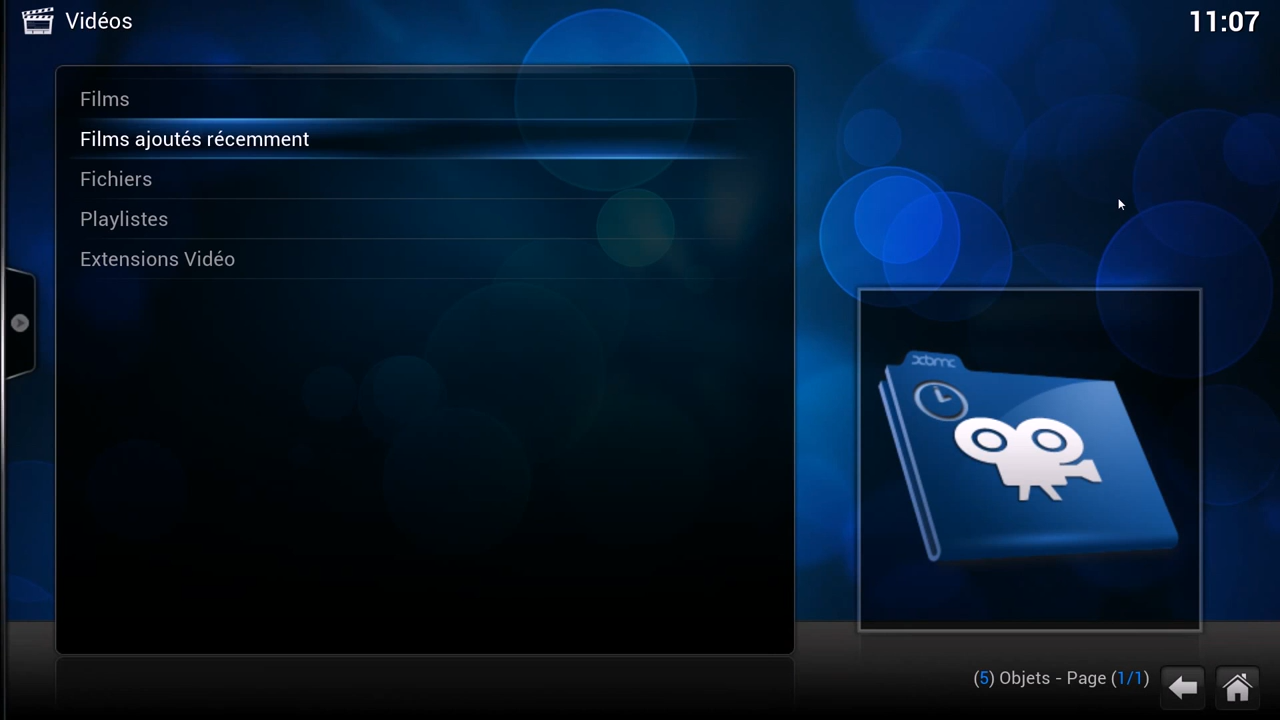 Vidéos
11:07
Films
Films ajoutés récemment
Fichiers
Playlistes
Extensions Vidéo
xbmc
(5) Objets - Page (1/1)